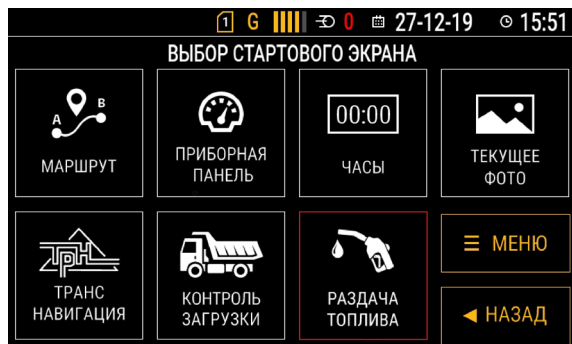 1 G 0 27-12-19 15:51
ВЫБОР СТАРТОВОГО ЭКРАНА
A B
МАРШРУТ
ПРИБОРНАЯ
ПАНЕЛЬ
00:00
ЧАСЫ
ТЕКУЩЕЕ
ФОТО
ТРН
ТРАНС
НАВИГАЦИЯ
КОНТРОЛЬ
ЗАГРУЗКИ
РАЗДАЧА
ТОПЛИВА
МЕНЮ
НАЗАД